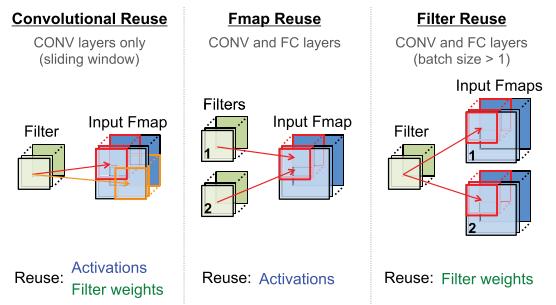 Convolutional Reuse
CONV layers only
(sliding window)
Filter
Input Fmap
Reuse: Activations
Filter weights
Fmap Reuse
CONV and FC layers
Filters
Input Fmap
1
2
Reuse: Activations
Filter Reuse
CONV and FC layers
(batch size > 1)
Input Fmaps
Filter
1
2
Reuse: Filter weights